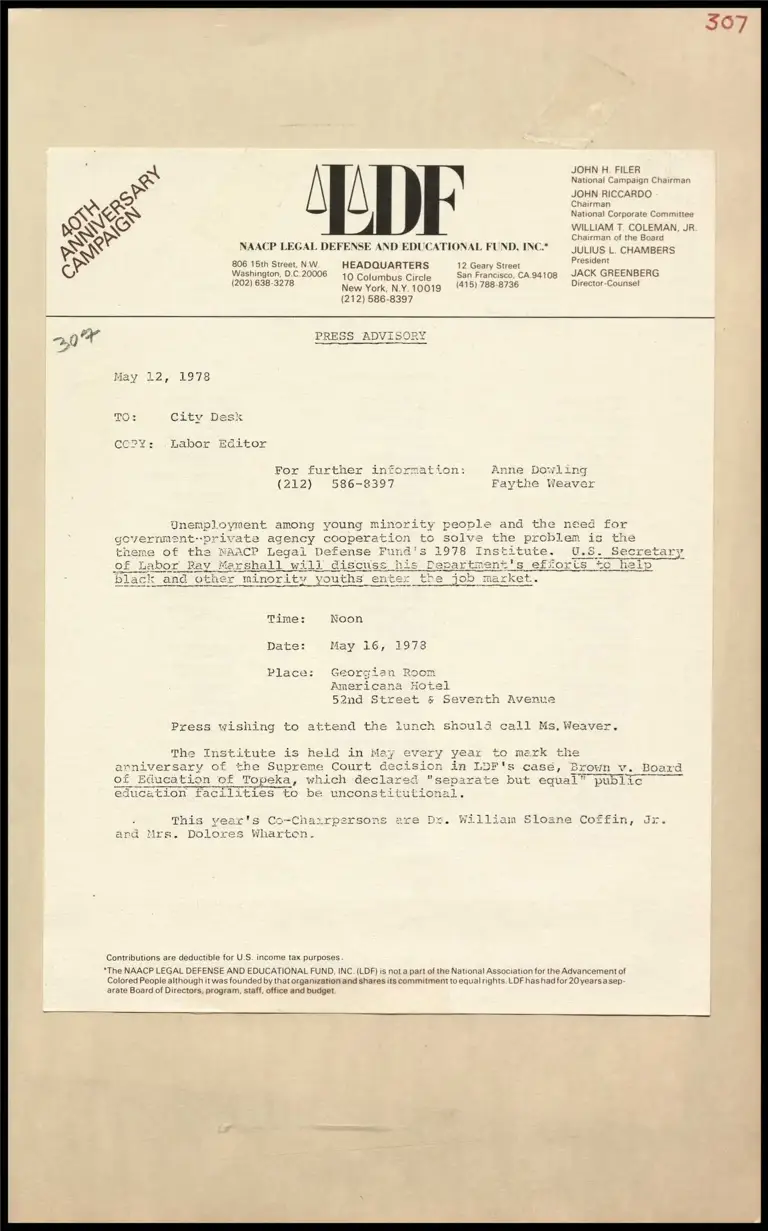 307
40TH
ANNIVERSARY
CAMPAIGN
LDF
NAACP LEGAL DEFENSE AND EDUCATIONAL FUND, INC.*
806 15th Street, N.W.
Washington, D.C. 20006
(202) 638-3278
HEADQUARTERS
10 Columbus Circle
New York, N.Y. 10019
(212) 586-8397
12 Geary Street
San Francisco, CA 94108
(415) 788-8736
JOHN H. FILER
National Campaign Chairman
JOHN RICCARDO
Chairman
National Corporate Committee
WILLIAM T. COLEMAN, JR.
Chairman of the Board
JULIUS L. CHAMBERS
President
JACK GREENBERG
Director-Counsel
307
PRESS ADVISORY
May 12, 1978
TO: City Desk
COPY: Labor Editor
For further information: Anne Dowling
(212) 586-8397 Faythe Weaver
Unemployment among young minority people and the need for
government--private agency cooperation to solve the problem is the
theme of the NAACP Legal Defense Fund's 1978 Institute. U.S. Secretary
of Labor Ray Marshall will discuss his Department's efforts to help
black and other minority youths enter the job market.
Time: Noon
Date: May 16, 1978
Place: Georgian Room
Americana Hotel
52nd Street & Seventh Avenue
Press wishing to attend the lunch should call Ms. Weaver.
The Institute is held in May every year to mark the
anniversary of the Supreme Court decision in LDF's case, Brown v. Board
of Education of Topeka, which declared "separate but equal" public
education facilities to be unconstitutional.
This year's Co-Chairpersons are Dr. William Sloane Coffin, Jr.
and Mrs. Dolores Wharton.
Contributions are deductible for U.S. income tax purposes.
*The NAACP LEGAL DEFENSE AND EDUCATIONAL FUND, INC. (LDF) is not a part of the National Association for the Advancement of
Colored People although it was founded by that organization and shares its commitment to equal rights. LDF has had for 20 years a sep-
arate Board of Directors, program, staff, office and budget.